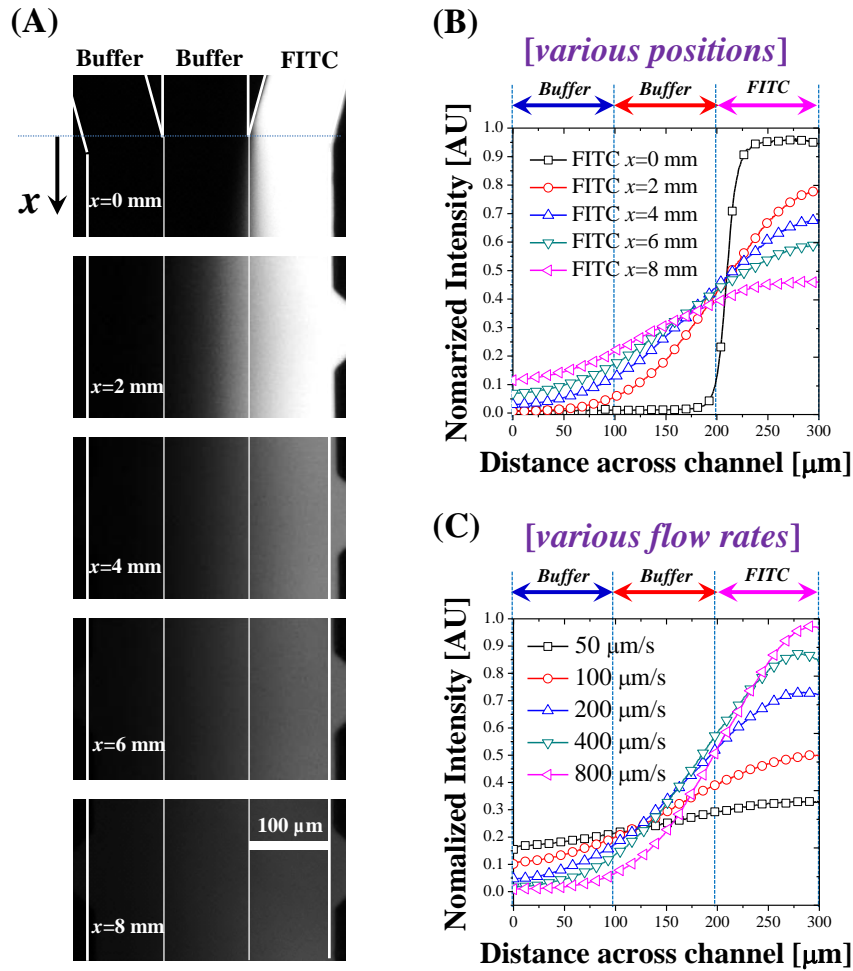 (A)
Buffer Buffer FITC
x
x=0 mm
x=2 mm
x=4 mm
x=6 mm
100 μm
x=8 mm
(B)
[various positions]
Buffer Buffer FITC
Nomarized Intensity [AU]
1.0
0.9
0.8
0.7
0.6
0.5
0.4
0.3
0.2
0.1
0.0
FITC x=0 mm
FITC x=2 mm
FITC x=4 mm
FITC x=6 mm
FITC x=8 mm
0 50 100 150 200 250 300
Distance across channel [μm]
(C)
[various flow rates]
Buffer Buffer FITC
Nomalized Intensity [AU]
1.0
0.9
0.8
0.7
0.6
0.5
0.4
0.3
0.2
0.1
0.0
50 μm/s
100 μm/s
200 μm/s
400 μm/s
800 μm/s
0 50 100 150 200 250 300
Distance across channel [μm]